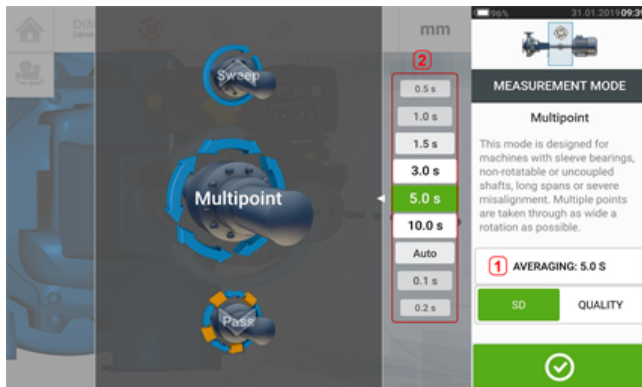 DIM
mm
96%
31.01.2019 09:39
Sweep
Multipoint
Pass
2
0.5 s
1.0 s
1.5 s
3.0 s
5.0 s
10.0 s
Auto
0.1 s
0.2 s
MEASUREMENT MODE
Multipoint
This mode is designed for
machines with sleeve bearings,
non-rotatable or uncoupled
shafts, long spans or severe
misalignment. Multiple points
are taken through as wide a
rotation as possible.
1 AVERAGING: 5.0 S
SD
QUALITY